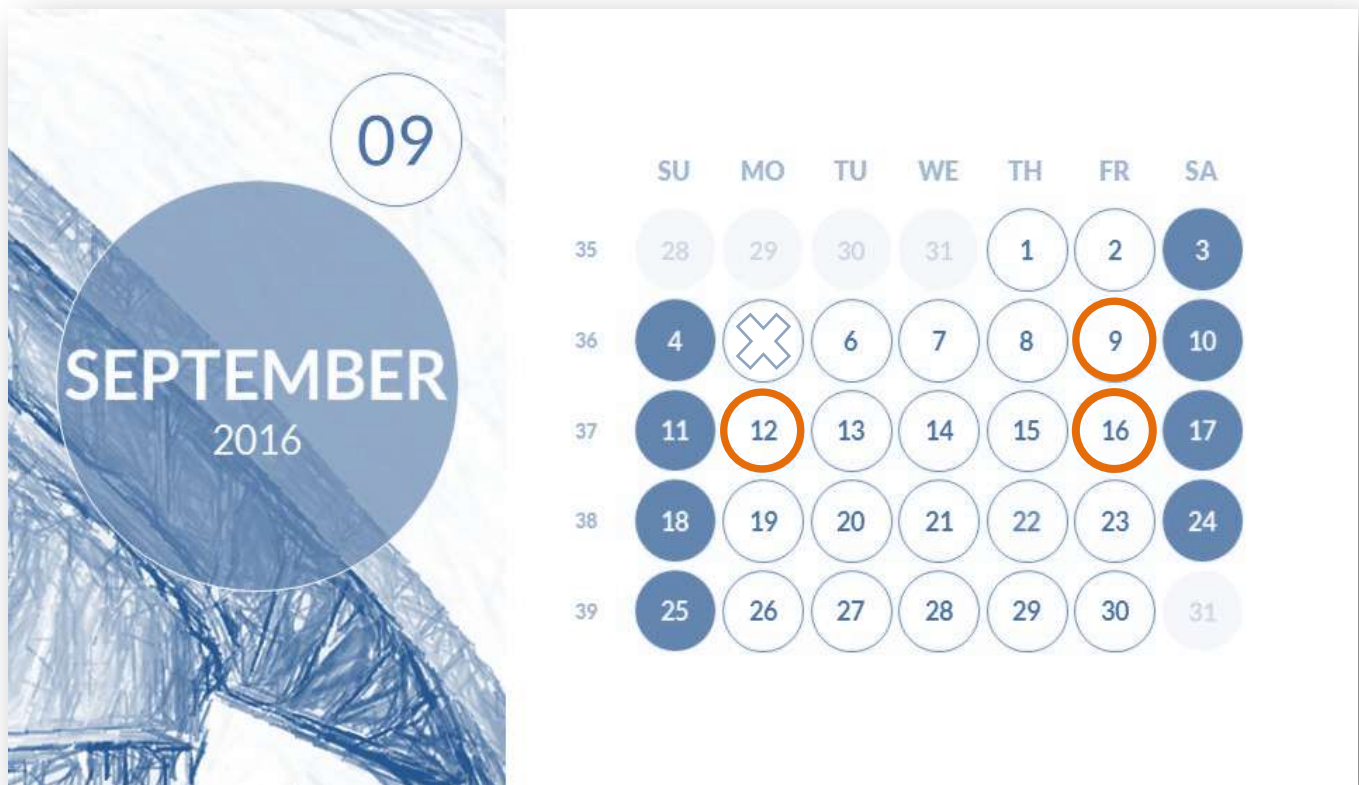 09
SEPTEMBER
2016
SU MO TU WE TH FR SA
35 28 29 30 31 1 2 3
36 4 6 7 8 9 10
37 11 12 13 14 15 16 17
38 18 19 20 21 22 23 24
39 25 26 27 28 29 30 31